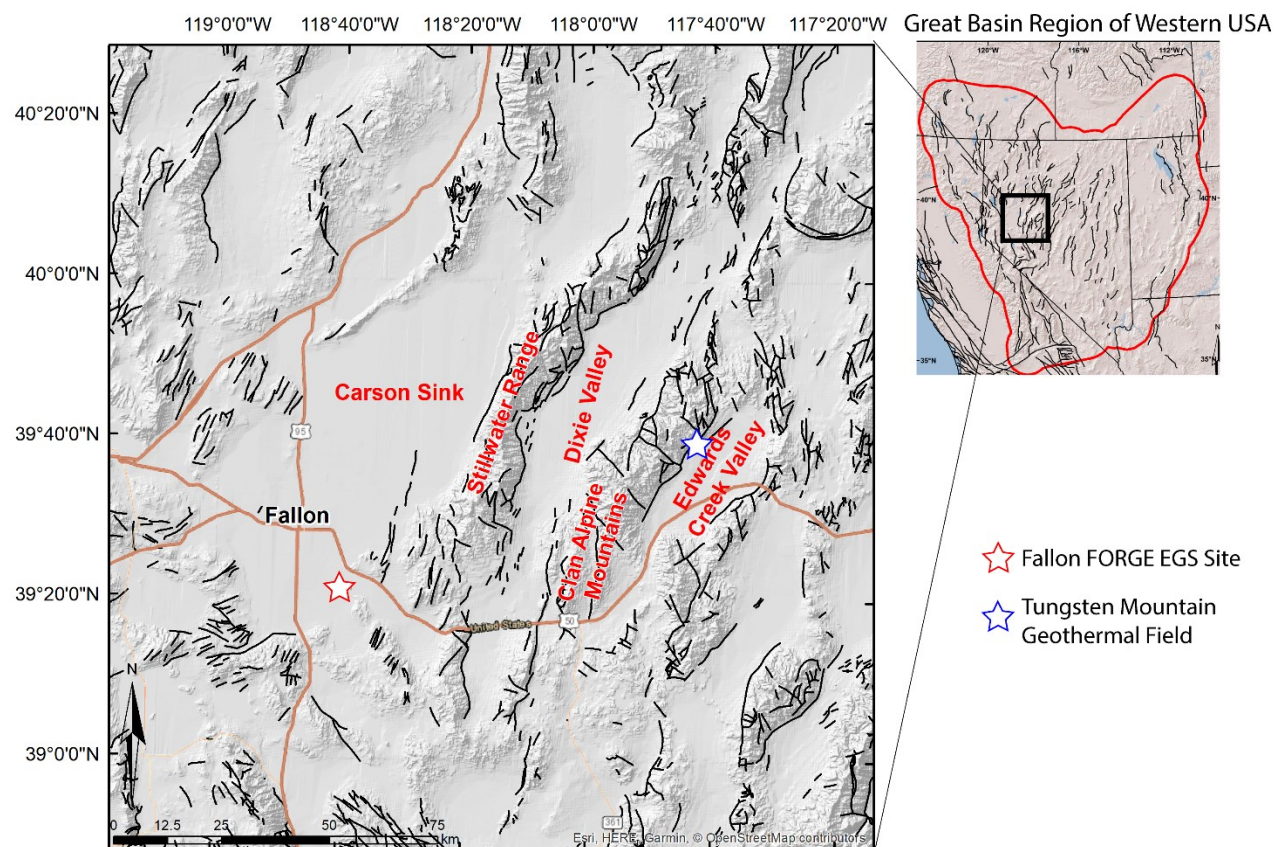 Great Basin Region of Western USA
119°0'0"W 118°40'0"W 118°20'0"W 118°0'0"W 117°40'0"W 117°20'0"W
40°20'0"N
40°0'0"N
39°40'0"N
39°20'0"N
39°0'0"N
120°W 116°W 112°W
40°N 40°N
35°N 35°N
N
Carson Sink
Stillwater Range
Dixie Valley
95
Edwards
Creek Valley
Clan Alpine
Mountains
Fallon
United States
50
361
N
0 12.5 25 50 75
km
Esri, HERE, Garmin, © OpenStreetMap contributors
Fallon FORGE EGS Site
Tungsten Mountain
Geothermal Field